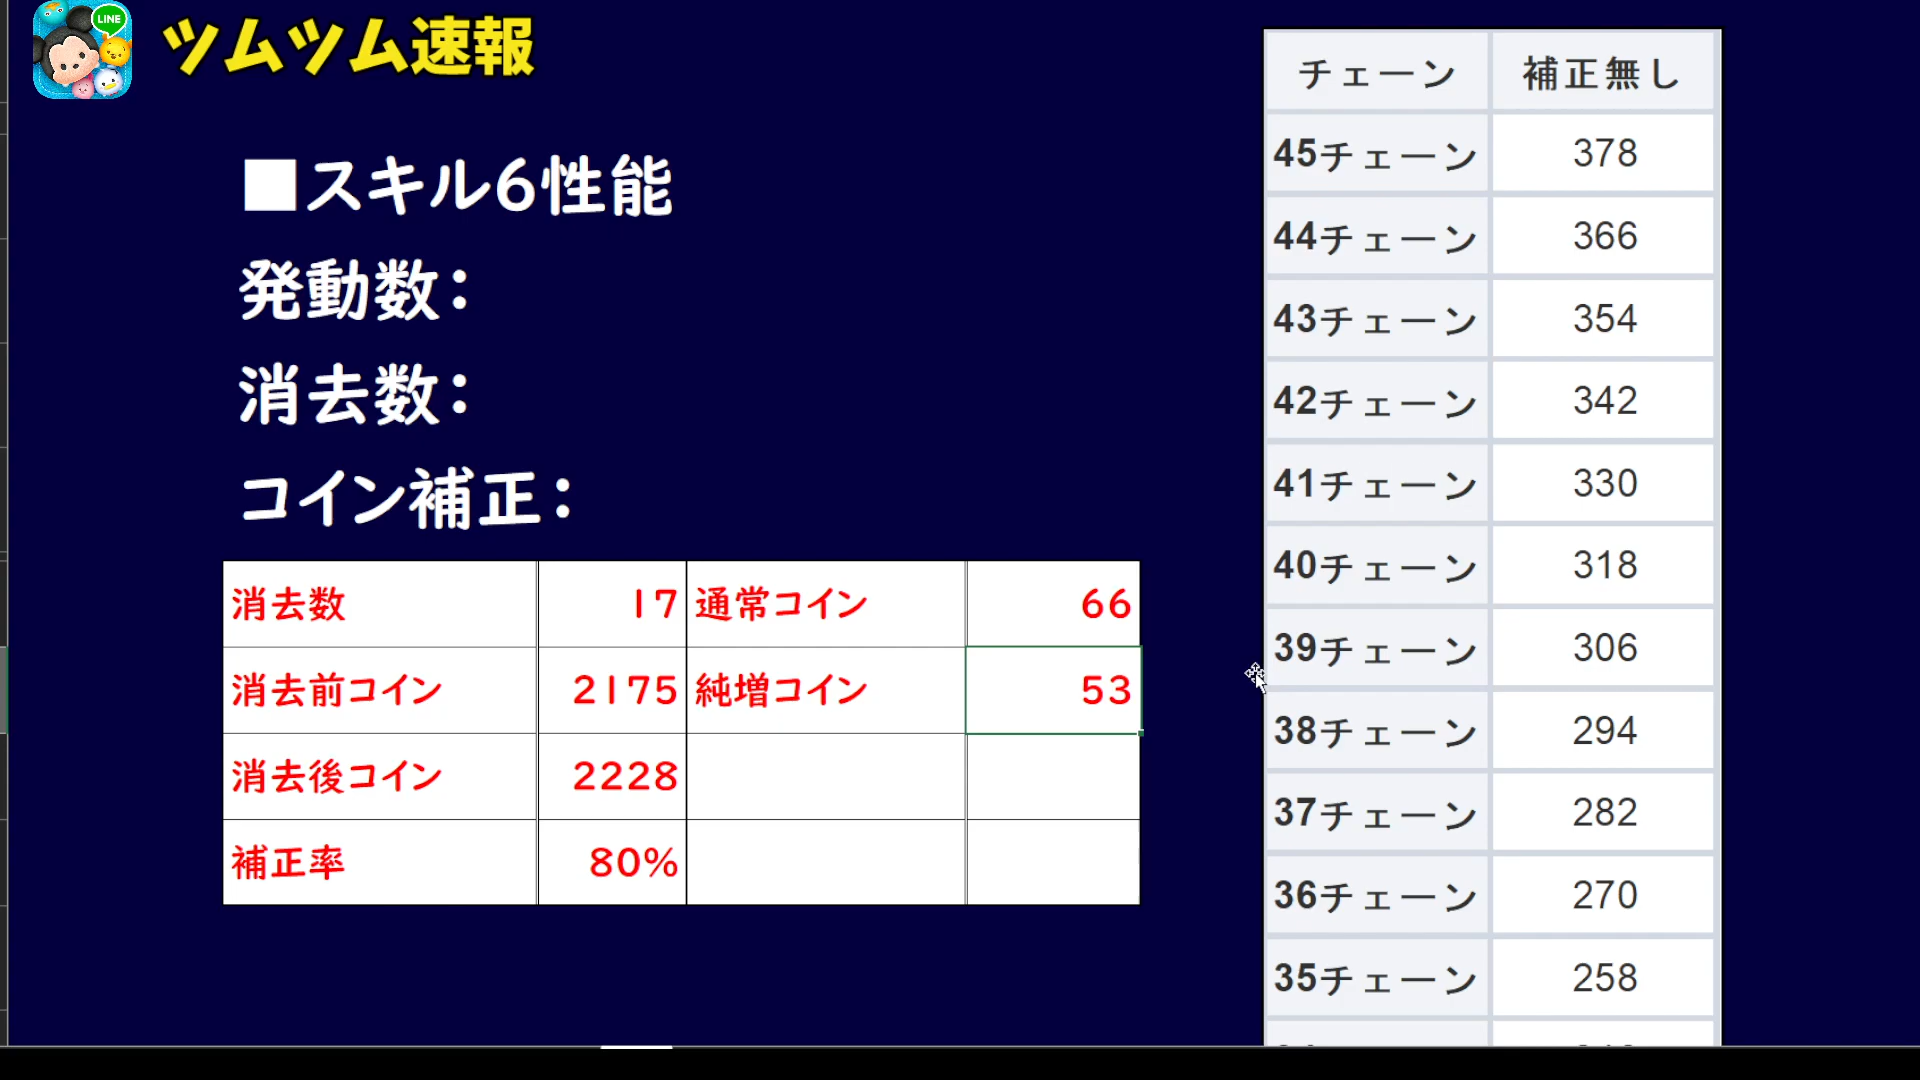 LINE
ツムツム速報
■スキル6性能
発動数：
消去数：
コイン補正：
消去数 17 通常コイン 66
消去前コイン 2175 純増コイン 53
消去後コイン 2228
補正率 80%
チェーン 補正無し
45チェーン 378
44チェーン 366
43チェーン 354
42チェーン 342
41チェーン 330
40チェーン 318
39チェーン 306
38チェーン 294
37チェーン 282
36チェーン 270
35チェーン 258